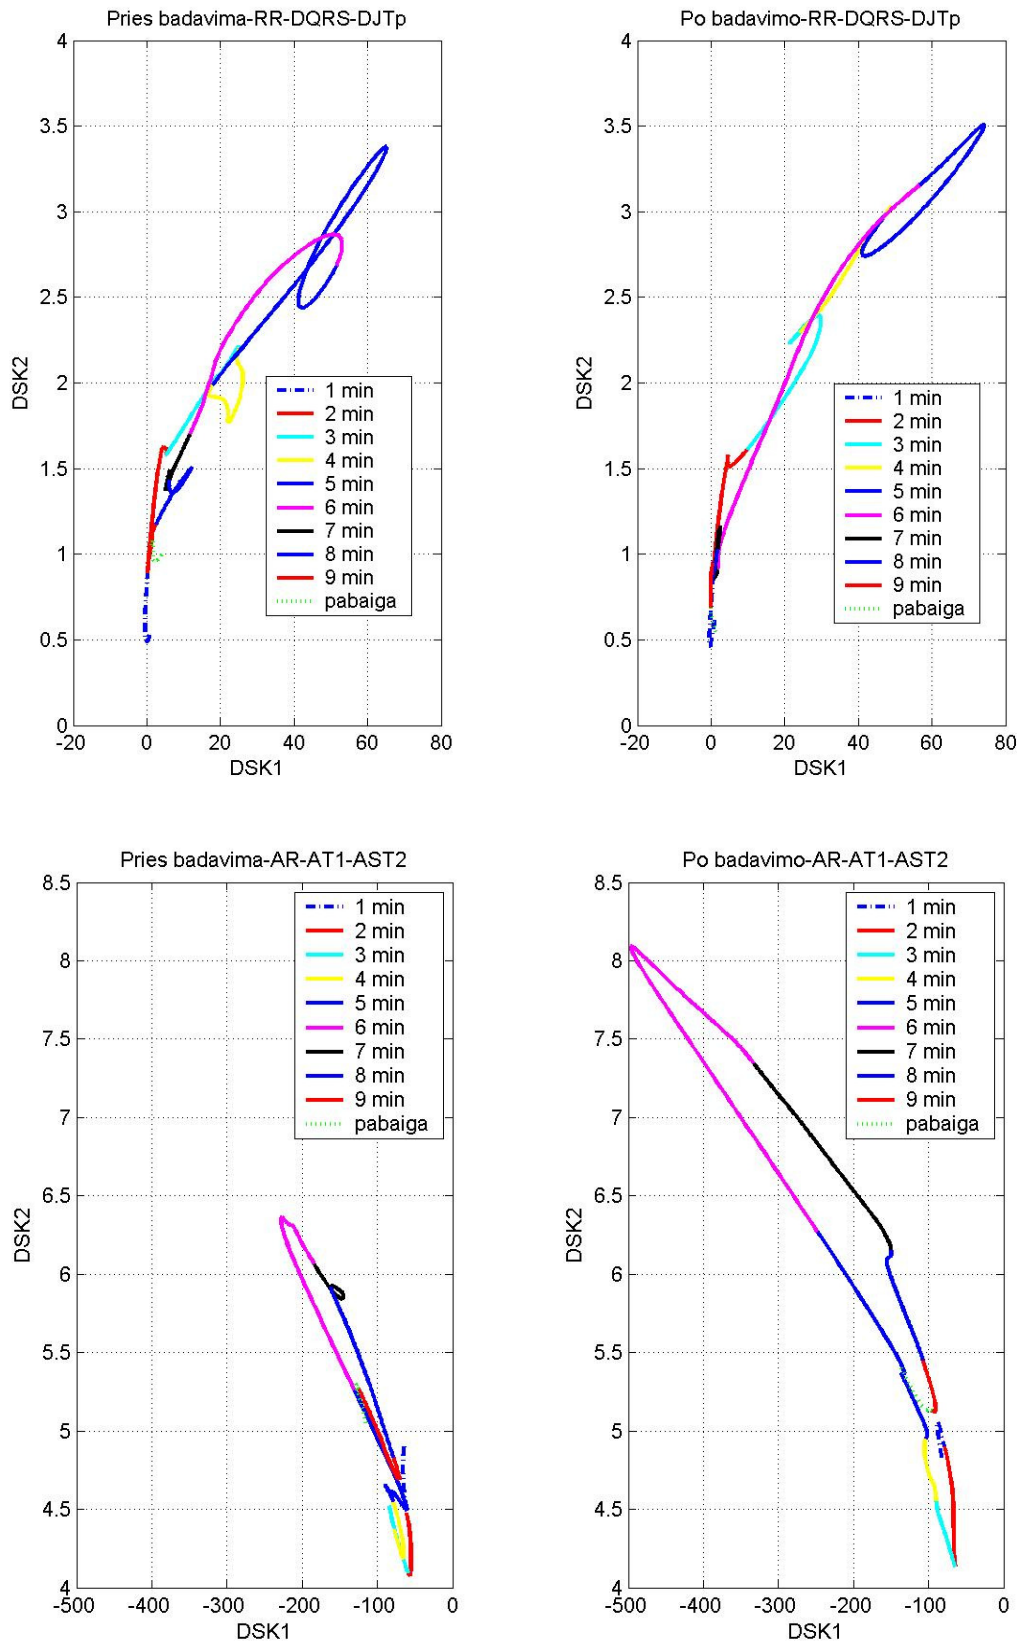 Pries badavima-RR-DQRS-DJTp
4
3.5
3
2.5
2
1.5
1
0.5
0
DSK2
-20 0 20 40 60 80
DSK1
1 min
2 min
3 min
4 min
5 min
6 min
7 min
8 min
9 min
pabaiga
Po badavimo-RR-DQRS-DJTp
4
3.5
3
2.5
2
1.5
1
0.5
0
DSK2
-20 0 20 40 60 80
DSK1
1 min
2 min
3 min
4 min
5 min
6 min
7 min
8 min
9 min
pabaiga
Pries badavima-AR-AT1-AST2
8.5
8
7.5
7
6.5
6
5.5
5
4.5
4
DSK2
-500 -400 -300 -200 -100 0
DSK1
1 min
2 min
3 min
4 min
5 min
6 min
7 min
8 min
9 min
pabaiga
Po badavimo-AR-AT1-AST2
8.5
8
7.5
7
6.5
6
5.5
5
4.5
4
DSK2
-500 -400 -300 -200 -100 0
DSK1
1 min
2 min
3 min
4 min
5 min
6 min
7 min
8 min
9 min
pabaiga